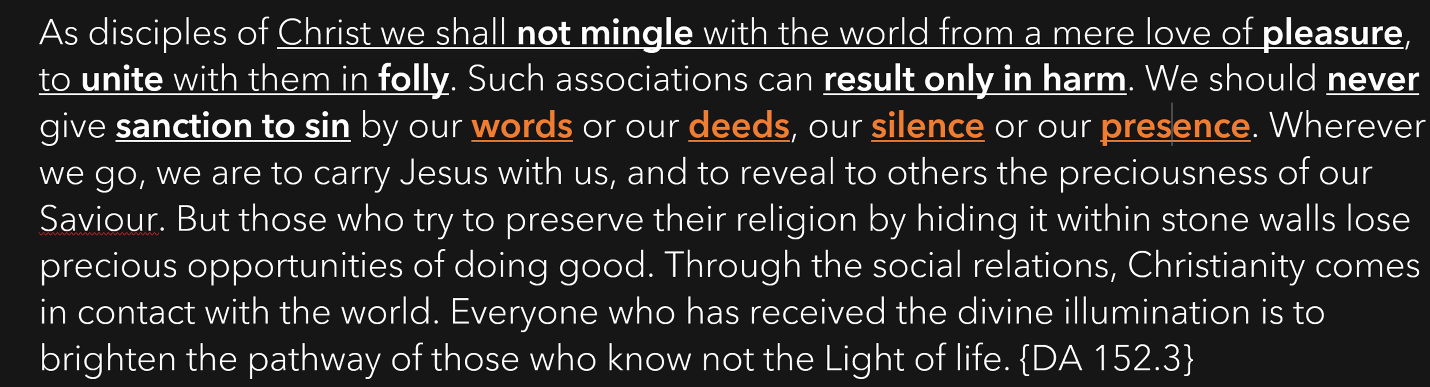 As disciples of Christ we shall not mingle with the world from a mere love of pleasure,
to unite with them in folly. Such associations can result only in harm. We should never
give sanction to sin by our words or our deeds, our silence or our presence. Wherever
we go, we are to carry Jesus with us, and to reveal to others the preciousness of our
Saviour. But those who try to preserve their religion by hiding it within stone walls lose
precious opportunities of doing good. Through the social relations, Christianity comes
in contact with the world. Everyone who has received the divine illumination is to
brighten the pathway of those who know not the Light of life. {DA 152.3}